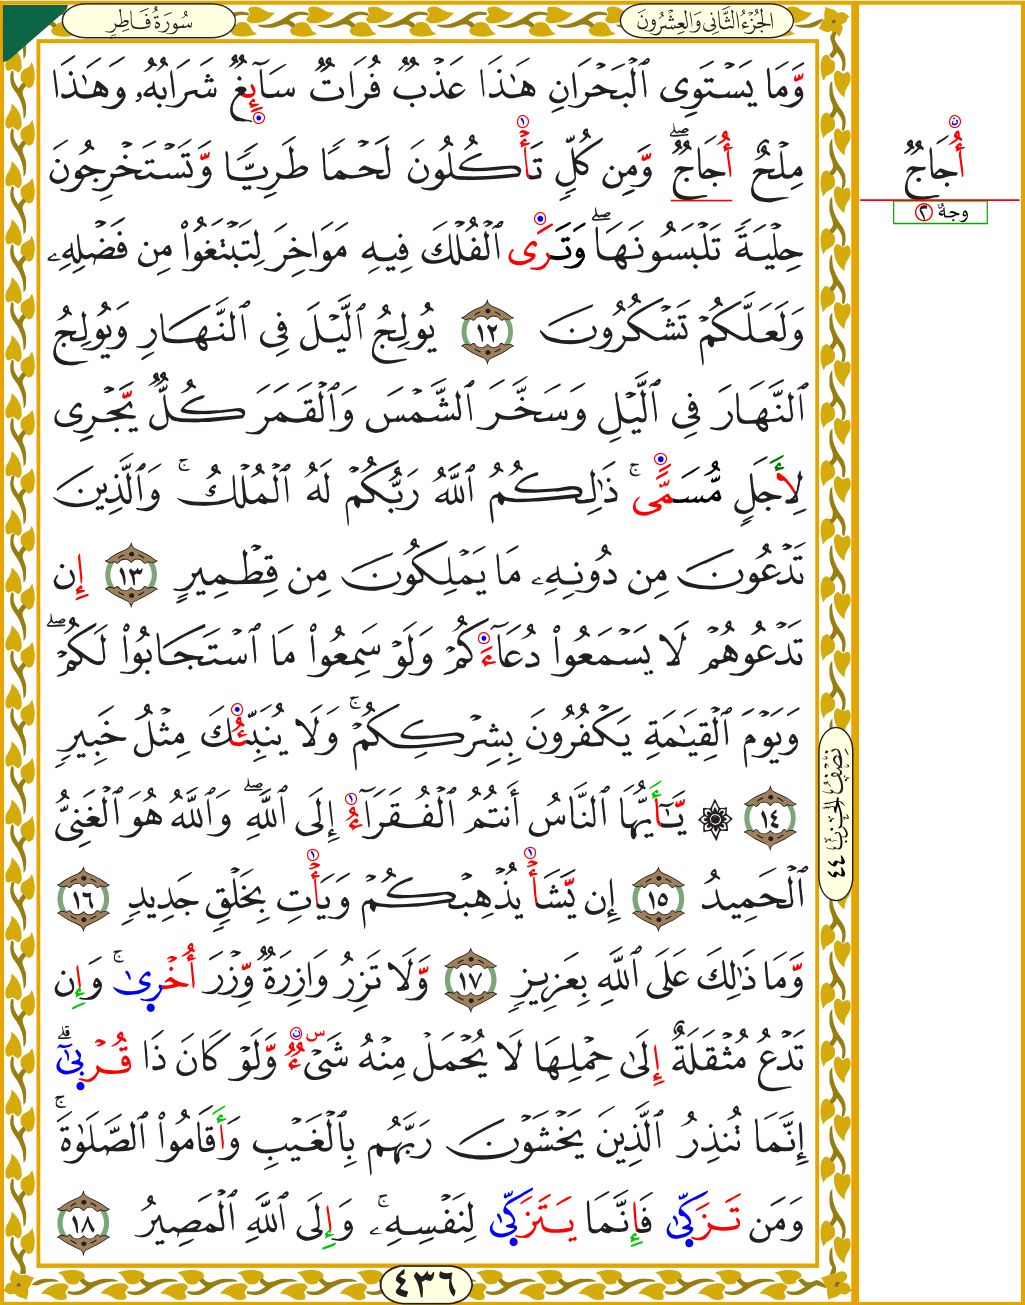 سُورَةُ فَاطِرٍ
الجُزْءُ الثَّانِي وَالعِشْرُونَ
وَّمَا يَسْتَوِى ٱلْبَحْرَانِ هَٰذَا عَذْبٌ فُرَاتٌ سَآئِغٌ شَرَابُهُۥ وَهَٰذَا
مِلْحٌ أُجَاجٌ ۖ وَّمِن كُلٍّ تَأْكُلُونَ لَحْمًا طَرِيًّا وَّتَسْتَخْرِجُونَ
حِلْيَةً تَلْبَسُونَهَا ۖ وَتَرَى ٱلْفُلْكَ فِيهِ مَوَاخِرَ لِتَبْتَغُوا۟ مِن فَضْلِهِۦ
وَلَعَلَّكُمْ تَشْكُرُونَ ١٢ يُولِجُ ٱلَّيْلَ فِى ٱلنَّهَارِ وَيُولِجُ
ٱلنَّهَارَ فِى ٱلَّيْلِ وَسَخَّرَ ٱلشَّمْسَ وَٱلْقَمَرَ كُلٌّ يَّجْرِى
لِأَجَلٍ مُّسَمًّى ۚ ذَٰلِكُمُ ٱللَّهُ رَبُّكُمْ لَهُ ٱلْمُلْكُ ۚ وَٱلَّذِينَ
تَدْعُونَ مِن دُونِهِۦ مَا يَمْلِكُونَ مِن قِطْمِيرٍ ١٣ إِن
تَدْعُوهُمْ لَا يَسْمَعُوا۟ دُعَآءَكُمْ وَلَوْ سَمِعُوا۟ مَا ٱسْتَجَابُوا۟ لَكُمْ ۖ
وَيَوْمَ ٱلْقِيَٰمَةِ يَكْفُرُونَ بِشِرْكِكُمْ ۚ وَلَا يُنَبِّئُكَ مِثْلُ خَبِيرٍ
١٤ ۞ يَّٰٓأَيُّهَا ٱلنَّاسُ أَنتُمُ ٱلْفُقَرَآءُ إِلَى ٱللَّهِ ۖ وَٱللَّهُ هُوَ ٱلْغَنِىُّ
ٱلْحَمِيدُ ١٥ إِن يَّشَأْ يُذْهِبْكُمْ وَيَأْتِ بِخَلْقٍ جَدِيدٍ ١٦
وَّمَا ذَٰلِكَ عَلَى ٱللَّهِ بِعَزِيزٍ ١٧ وَّلَا تَزِرُ وَازِرَةٌ وِّزْرَ أُخْرَىٰ ۚ وَإِن
تَدْعُ مُثْقَلَةٌ إِلَىٰ حِمْلِهَا لَا يُحْمَلْ مِنْهُ شَىْءٌ وَّلَوْ كَانَ ذَا قُرْبَىٰٓ ۗ
إِنَّمَا تُنذِرُ ٱلَّذِينَ يَخْشَوْنَ رَبَّهُم بِٱلْغَيْبِ وَأَقَامُوا۟ ٱلصَّلَوٰةَ ۚ
وَمَن تَزَكَّىٰ فَإِنَّمَا يَتَزَكَّىٰ لِنَفْسِهِۦ ۚ وَإِلَى ٱللَّهِ ٱلْمَصِيرُ ١٨
٤٣٦
أُجَاجٌ
وجهٌ ٢
نِصْفُ الحِزْبِ ٤٤